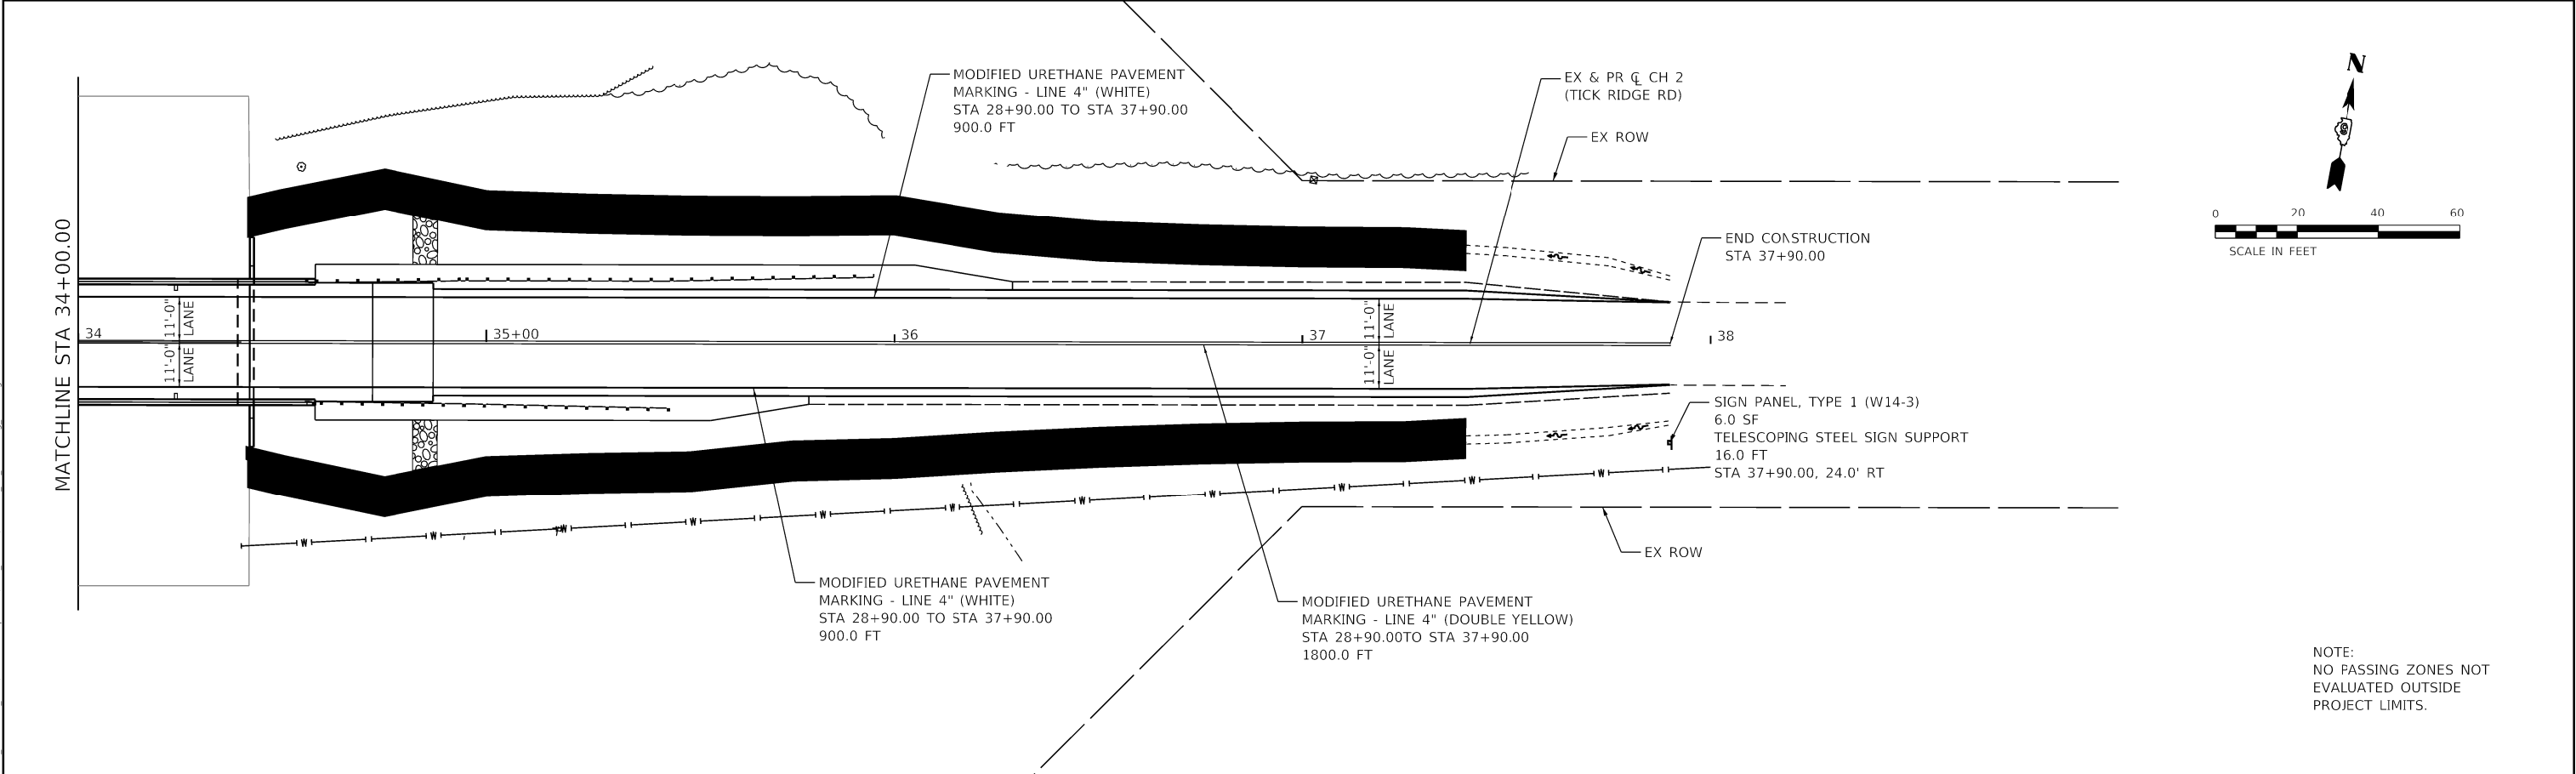 MODIFIED URETHANE PAVEMENT
MARKING - LINE 4" (WHITE)
STA 28+90.00 TO STA 37+90.00
900.0 FT
EX & PR ℄ CH 2
(TICK RIDGE RD)
EX ROW
N
0 20 40 60
SCALE IN FEET
END CONSTRUCTION
STA 37+90.00
MATCHLINE STA 34+00.00
34
35+00
36
37
38
11'-0"
LANE
11'-0"
LANE
11'-0"
LANE
11'-0"
LANE
SIGN PANEL, TYPE 1 (W14-3)
6.0 SF
TELESCOPING STEEL SIGN SUPPORT
16.0 FT
STA 37+90.00, 24.0' RT
W W W W W W W W W W W
EX ROW
MODIFIED URETHANE PAVEMENT
MARKING - LINE 4" (WHITE)
STA 28+90.00 TO STA 37+90.00
900.0 FT
MODIFIED URETHANE PAVEMENT
MARKING - LINE 4" (DOUBLE YELLOW)
STA 28+90.00TO STA 37+90.00
1800.0 FT
NOTE:
NO PASSING ZONES NOT
EVALUATED OUTSIDE
PROJECT LIMITS.